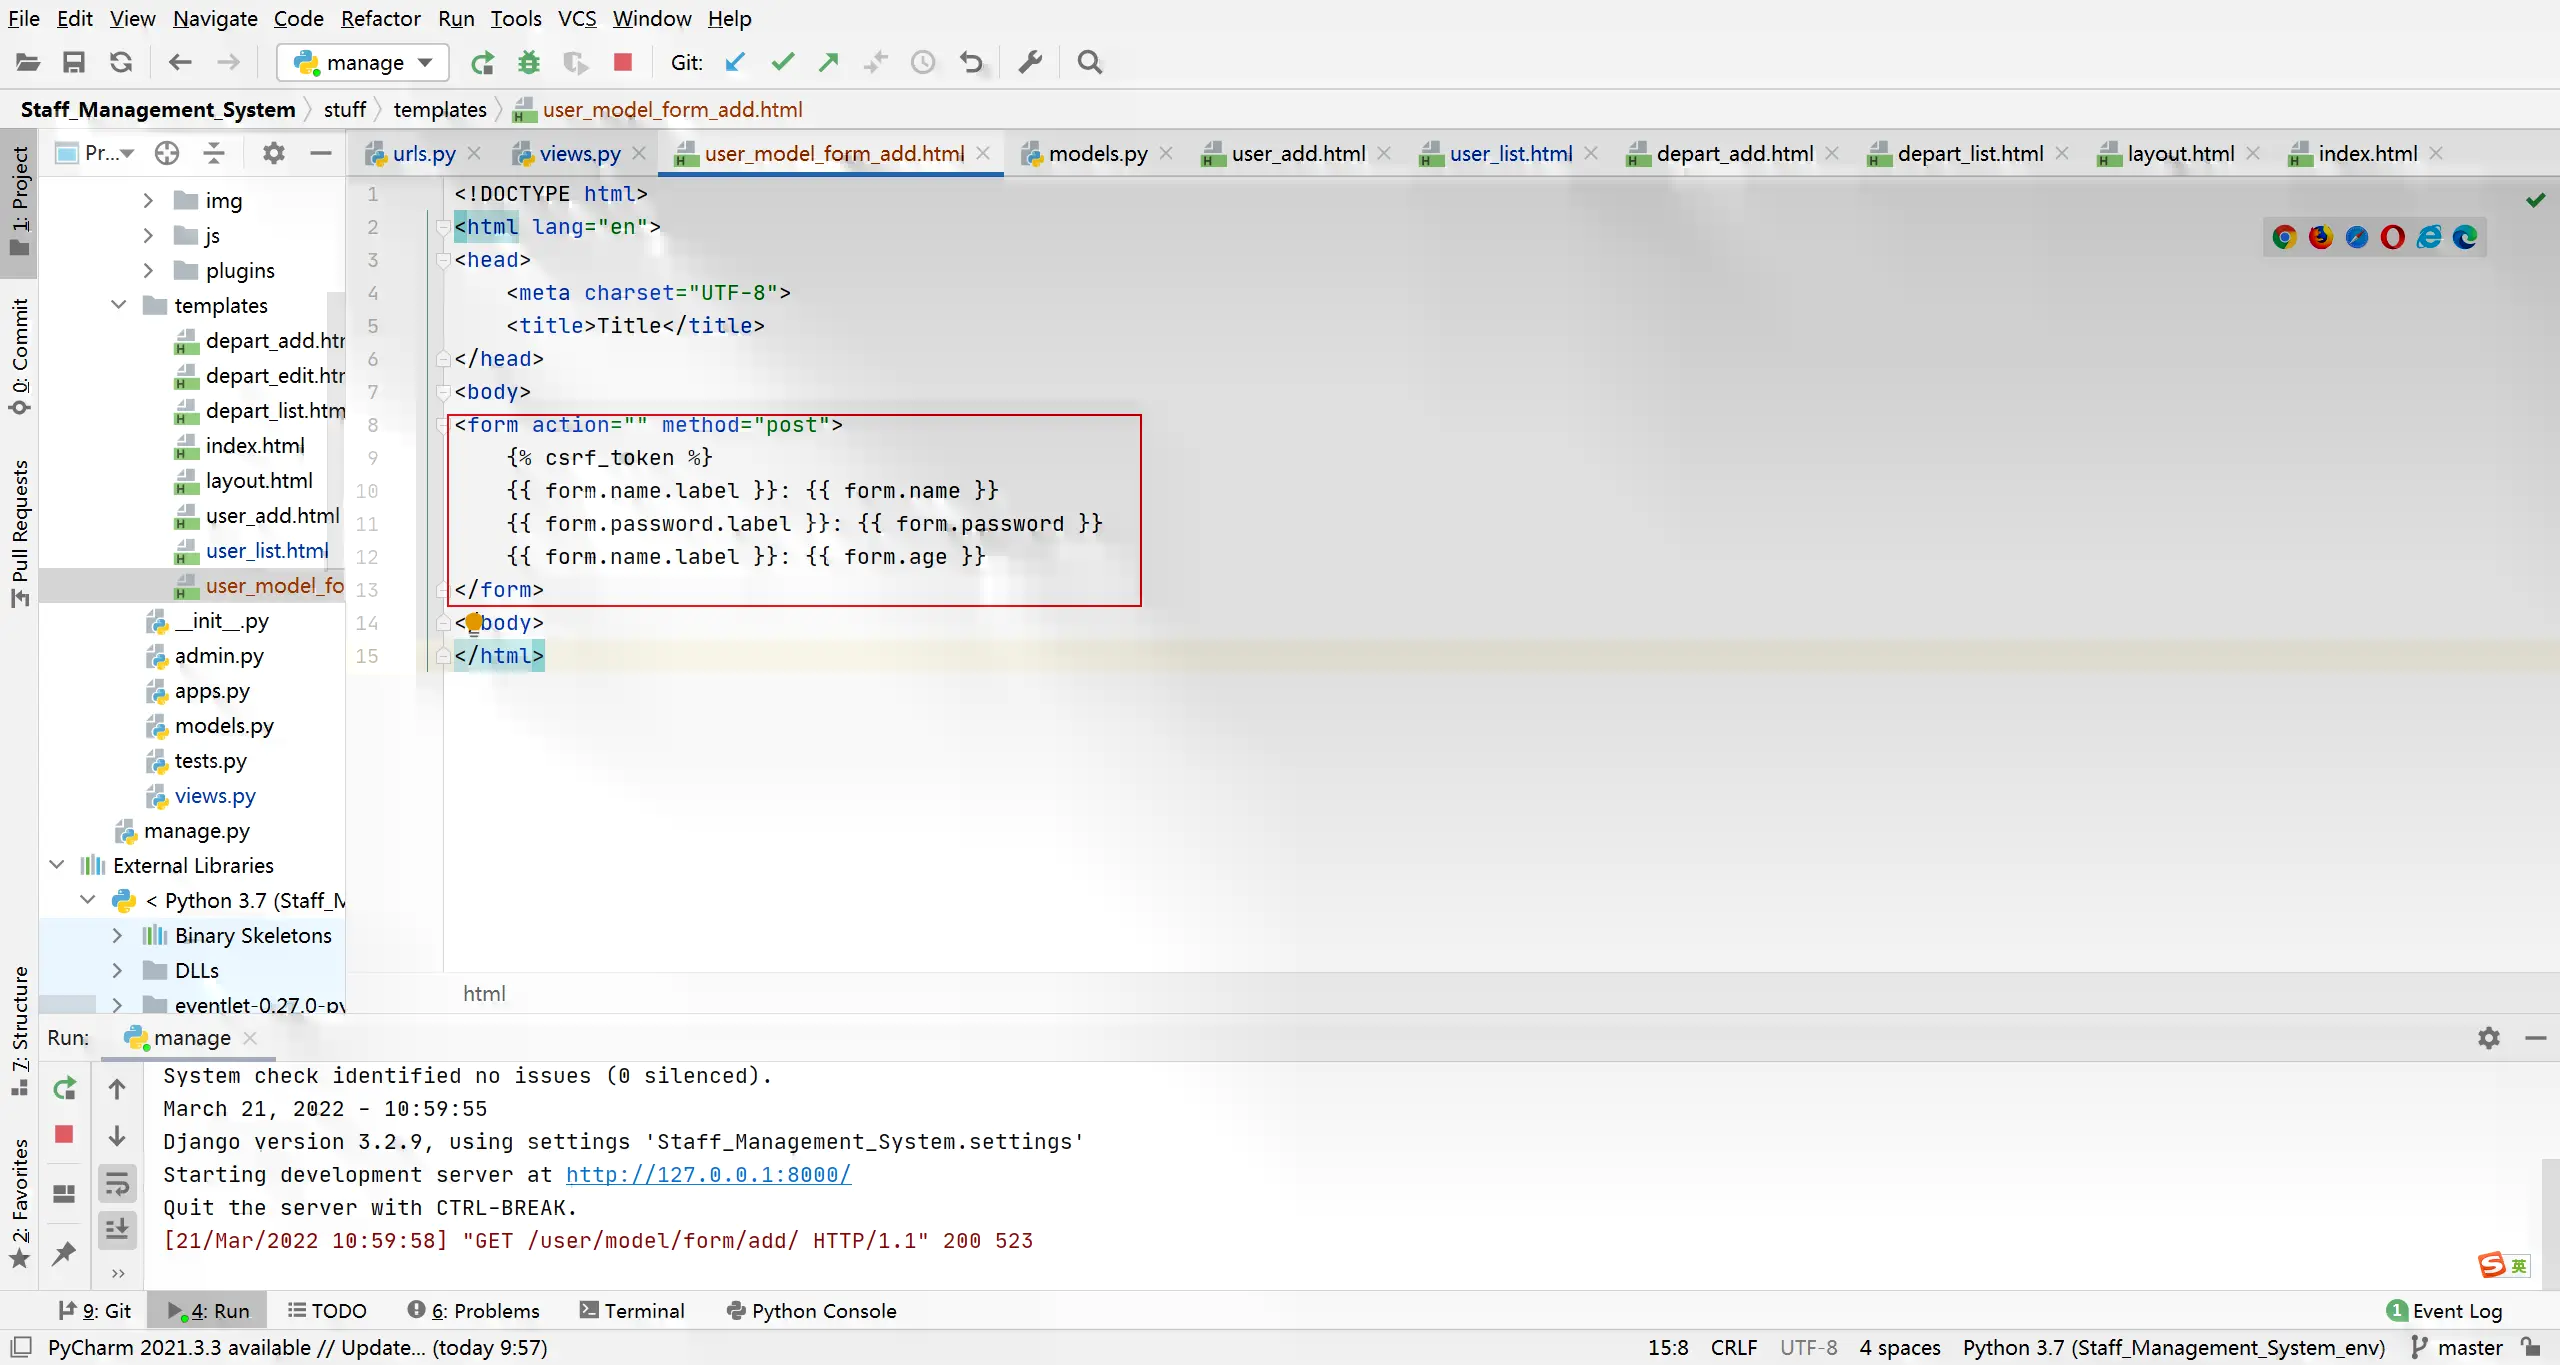 File Edit View Navigate Code Refactor Run Tools VCS Window Help
manage Git:
Staff_Management_System stuff templates user_model_form_add.html
1: Project
0: Commit
Pull Requests
7: Structure
2: Favorites
Pr...
urls.py views.py user_model_form_add.html models.py user_add.html user_list.html depart_add.html depart_list.html layout.html index.html
img
js
plugins
templates
depart_add.htm
depart_edit.htm
depart_list.htm
index.html
layout.html
user_add.html
user_list.html
user_model_fo
__init__.py
admin.py
apps.py
models.py
tests.py
views.py
manage.py
External Libraries
< Python 3.7 (Staff_M
Binary Skeletons
DLLs
eventlet-0.27.0-py
1 <!DOCTYPE html>
2 <html lang="en">
3 <head>
4 <meta charset="UTF-8">
5 <title>Title</title>
6 </head>
7 <body>
8 <form action="" method="post">
9 {% csrf_token %}
10 {{ form.name.label }}: {{ form.name }}
11 {{ form.password.label }}: {{ form.password }}
12 {{ form.name.label }}: {{ form.age }}
13 </form>
14 </body>
15 </html>
html
Run: manage
System check identified no issues (0 silenced).
March 21, 2022 - 10:59:55
Django version 3.2.9, using settings 'Staff_Management_System.settings'
Starting development server at http://127.0.0.1:8000/
Quit the server with CTRL-BREAK.
[21/Mar/2022 10:59:58] "GET /user/model/form/add/ HTTP/1.1" 200 523
S 英
9: Git 4: Run TODO 6: Problems Terminal Python Console 1 Event Log
PyCharm 2021.3.3 available // Update... (today 9:57) 15:8 CRLF UTF-8 4 spaces Python 3.7 (Staff_Management_System_env) master